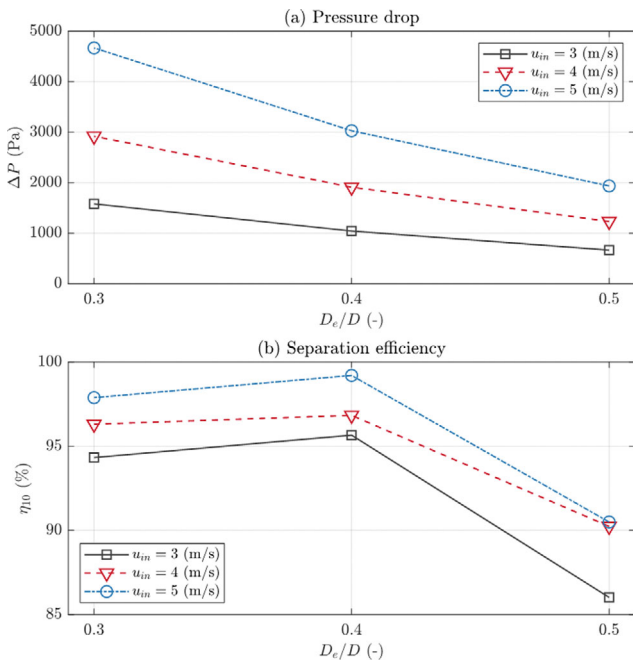 (a) Pressure drop
5000
4000
3000
2000
1000
0
ΔP (Pa)
u_in = 3 (m/s)
u_in = 4 (m/s)
u_in = 5 (m/s)
0.3 0.4 0.5
D_e/D (-)
(b) Separation efficiency
100
95
90
85
η_10 (%)
u_in = 3 (m/s)
u_in = 4 (m/s)
u_in = 5 (m/s)
0.3 0.4 0.5
D_e/D (-)